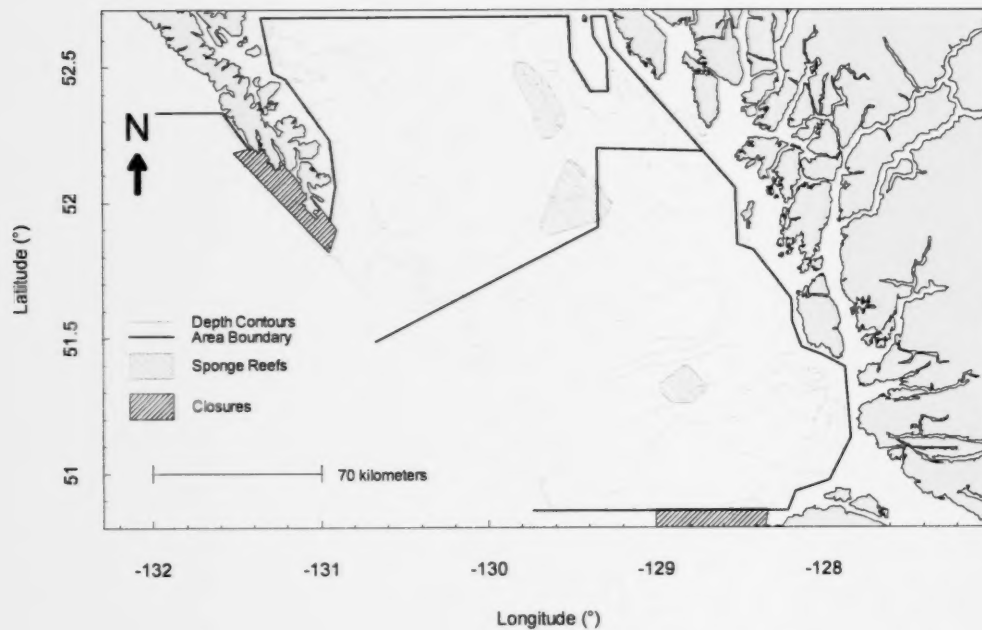 52.5
N
52
Latitude (°)
Depth Contours
Area Boundary
51.5
Sponge Reefs
Closures
51
70 kilometers
-132
-131
-130
-129
-128
Longitude (°)